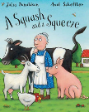 Julia Donaldson Axel Scheffler
A Squash
and a Squeeze